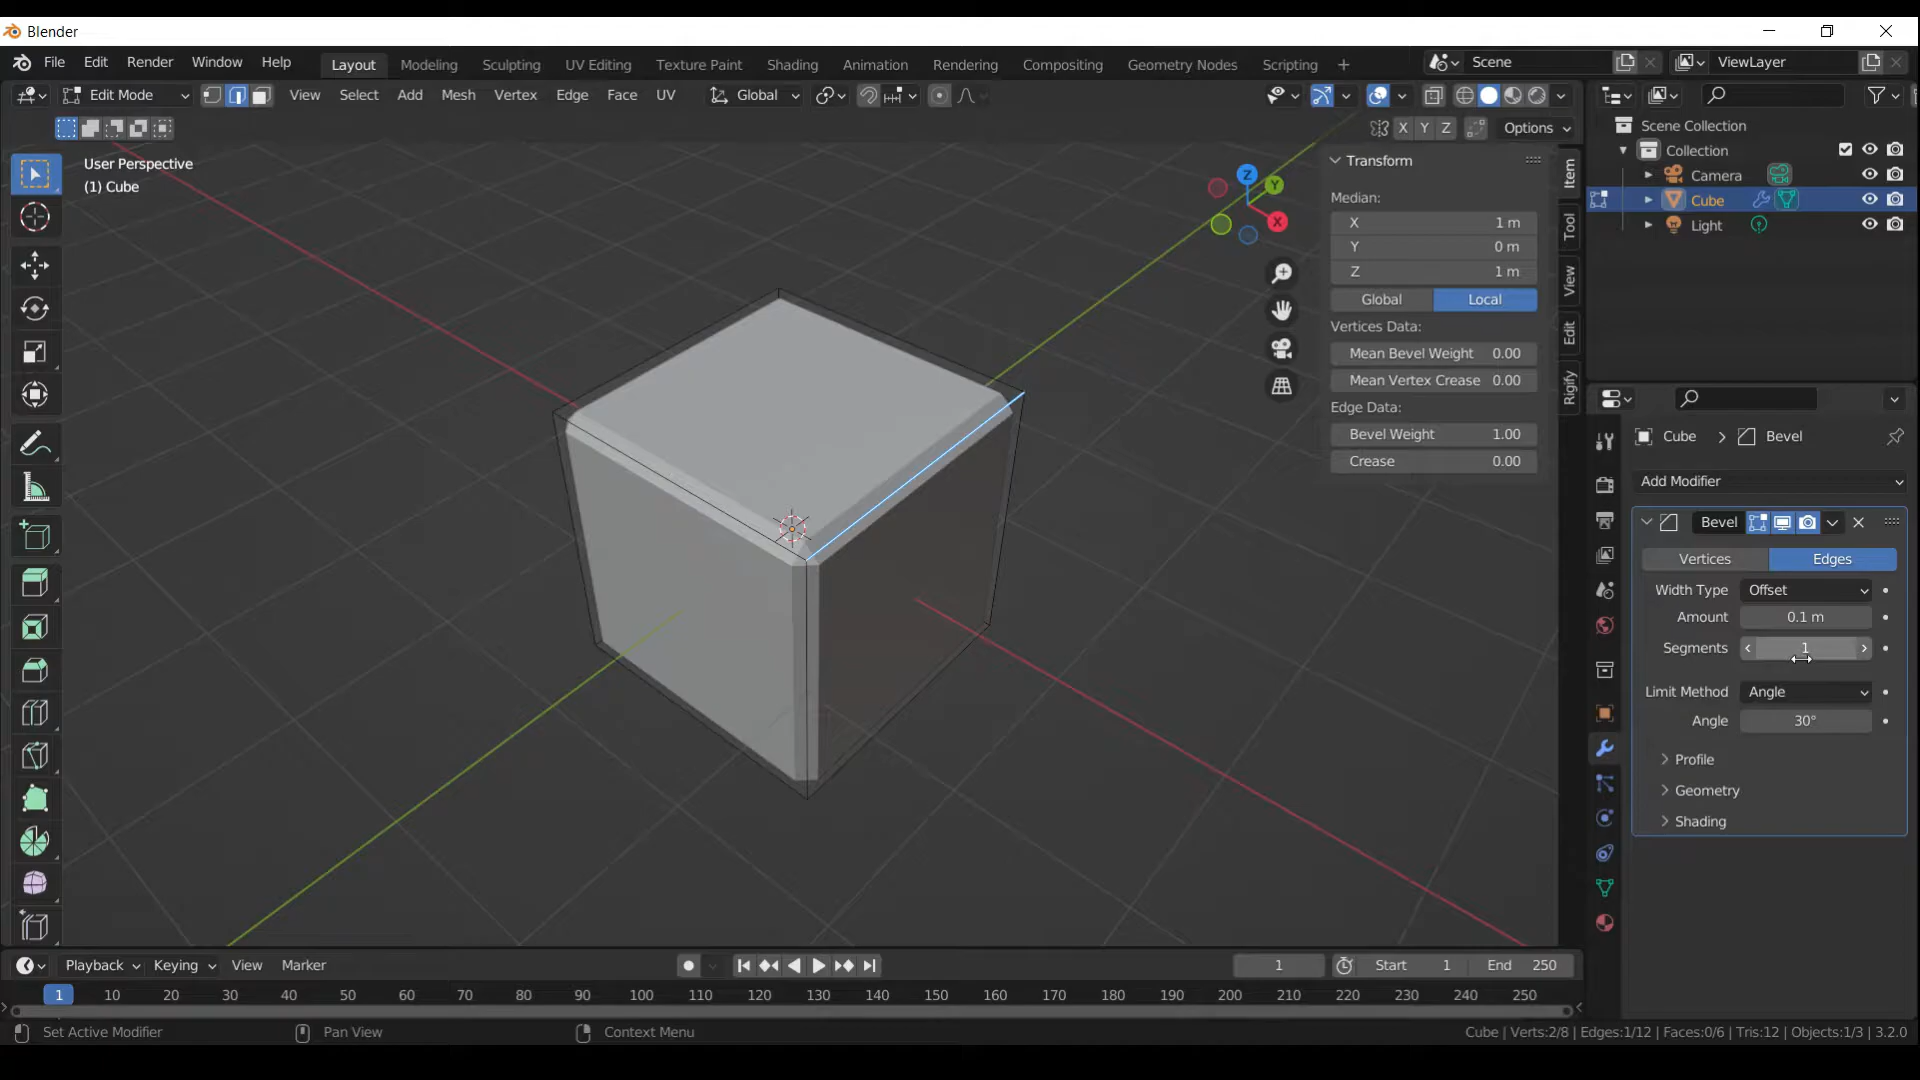 Blender
File Edit Render Window Help Layout Modeling Sculpting UV Editing Texture Paint Shading Animation Rendering Compositing Geometry Nodes Scripting + Scene ViewLayer
Edit Mode View Select Add Mesh Vertex Edge Face UV Global
X Y Z Options
User Perspective
(1) Cube
Z
Y
X
Transform
Median:
X 1 m
Y 0 m
Z 1 m
Global Local
Vertices Data:
Mean Bevel Weight 0.00
Mean Vertex Crease 0.00
Edge Data:
Bevel Weight 1.00
Crease 0.00
Item
Tool
View
Edit
Rigify
Scene Collection
Collection
Camera
Cube
Light
Cube > Bevel
Add Modifier
Bevel
Vertices Edges
Width Type Offset
Amount 0.1 m
Segments 1
Limit Method Angle
Angle 30°
Profile
Geometry
Shading
Playback Keying View Marker 1 Start 1 End 250
1 10 20 30 40 50 60 70 80 90 100 110 120 130 140 150 160 170 180 190 200 210 220 230 240 250
Set Active Modifier Pan View Context Menu Cube | Verts:2/8 | Edges:1/12 | Faces:0/6 | Tris:12 | Objects:1/3 | 3.2.0